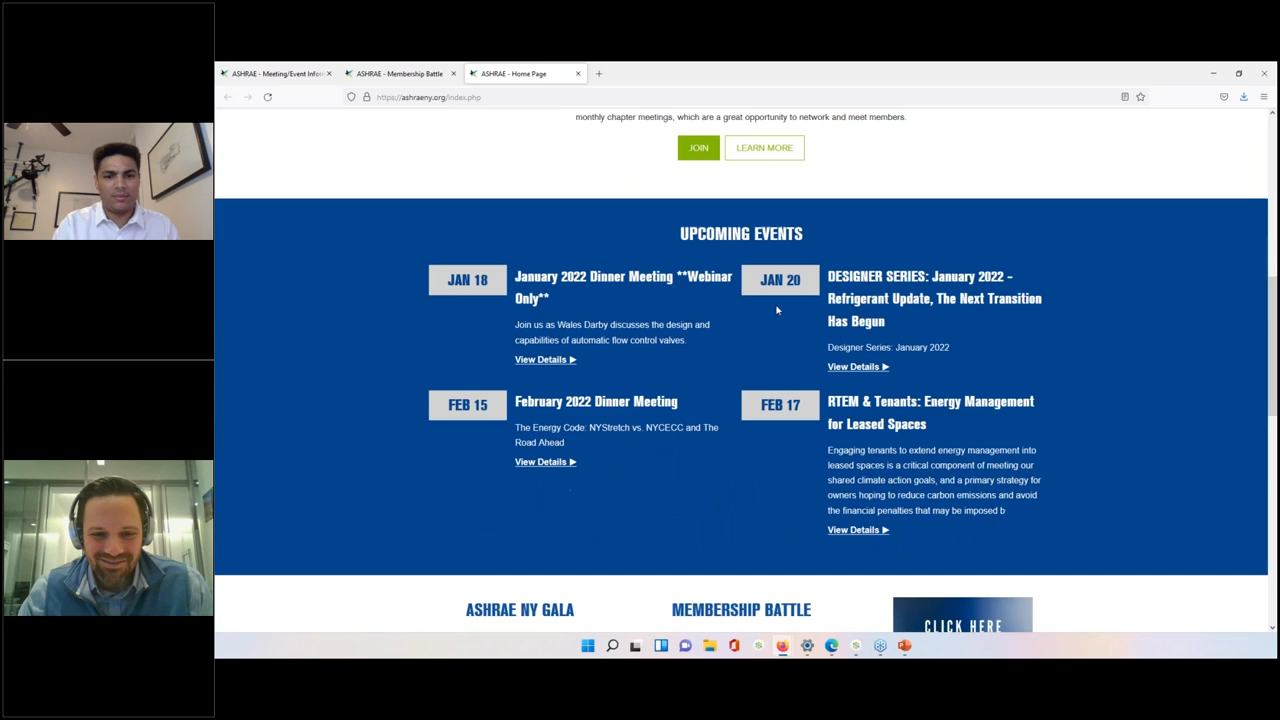 ASHRAE - Meeting/Event Infor
ASHRAE - Membership Battle
ASHRAE - Home Page
https://ashraeny.org/index.php
monthly chapter meetings, which are a great opportunity to network and meet members.
JOIN
LEARN MORE
UPCOMING EVENTS
JAN 18
January 2022 Dinner Meeting **Webinar
Only**
Join us as Wales Darby discusses the design and
capabilities of automatic flow control valves.
View Details ▶
JAN 20
DESIGNER SERIES: January 2022 -
Refrigerant Update, The Next Transition
Has Begun
Designer Series: January 2022
View Details ▶
FEB 15
February 2022 Dinner Meeting
The Energy Code: NYStretch vs. NYCECC and The
Road Ahead
View Details ▶
FEB 17
RTEM & Tenants: Energy Management
for Leased Spaces
Engaging tenants to extend energy management into
leased spaces is a critical component of meeting our
shared climate action goals, and a primary strategy for
owners hoping to reduce carbon emissions and avoid
the financial penalties that may be imposed b
View Details ▶
ASHRAE NY GALA
MEMBERSHIP BATTLE
CLICK HERE